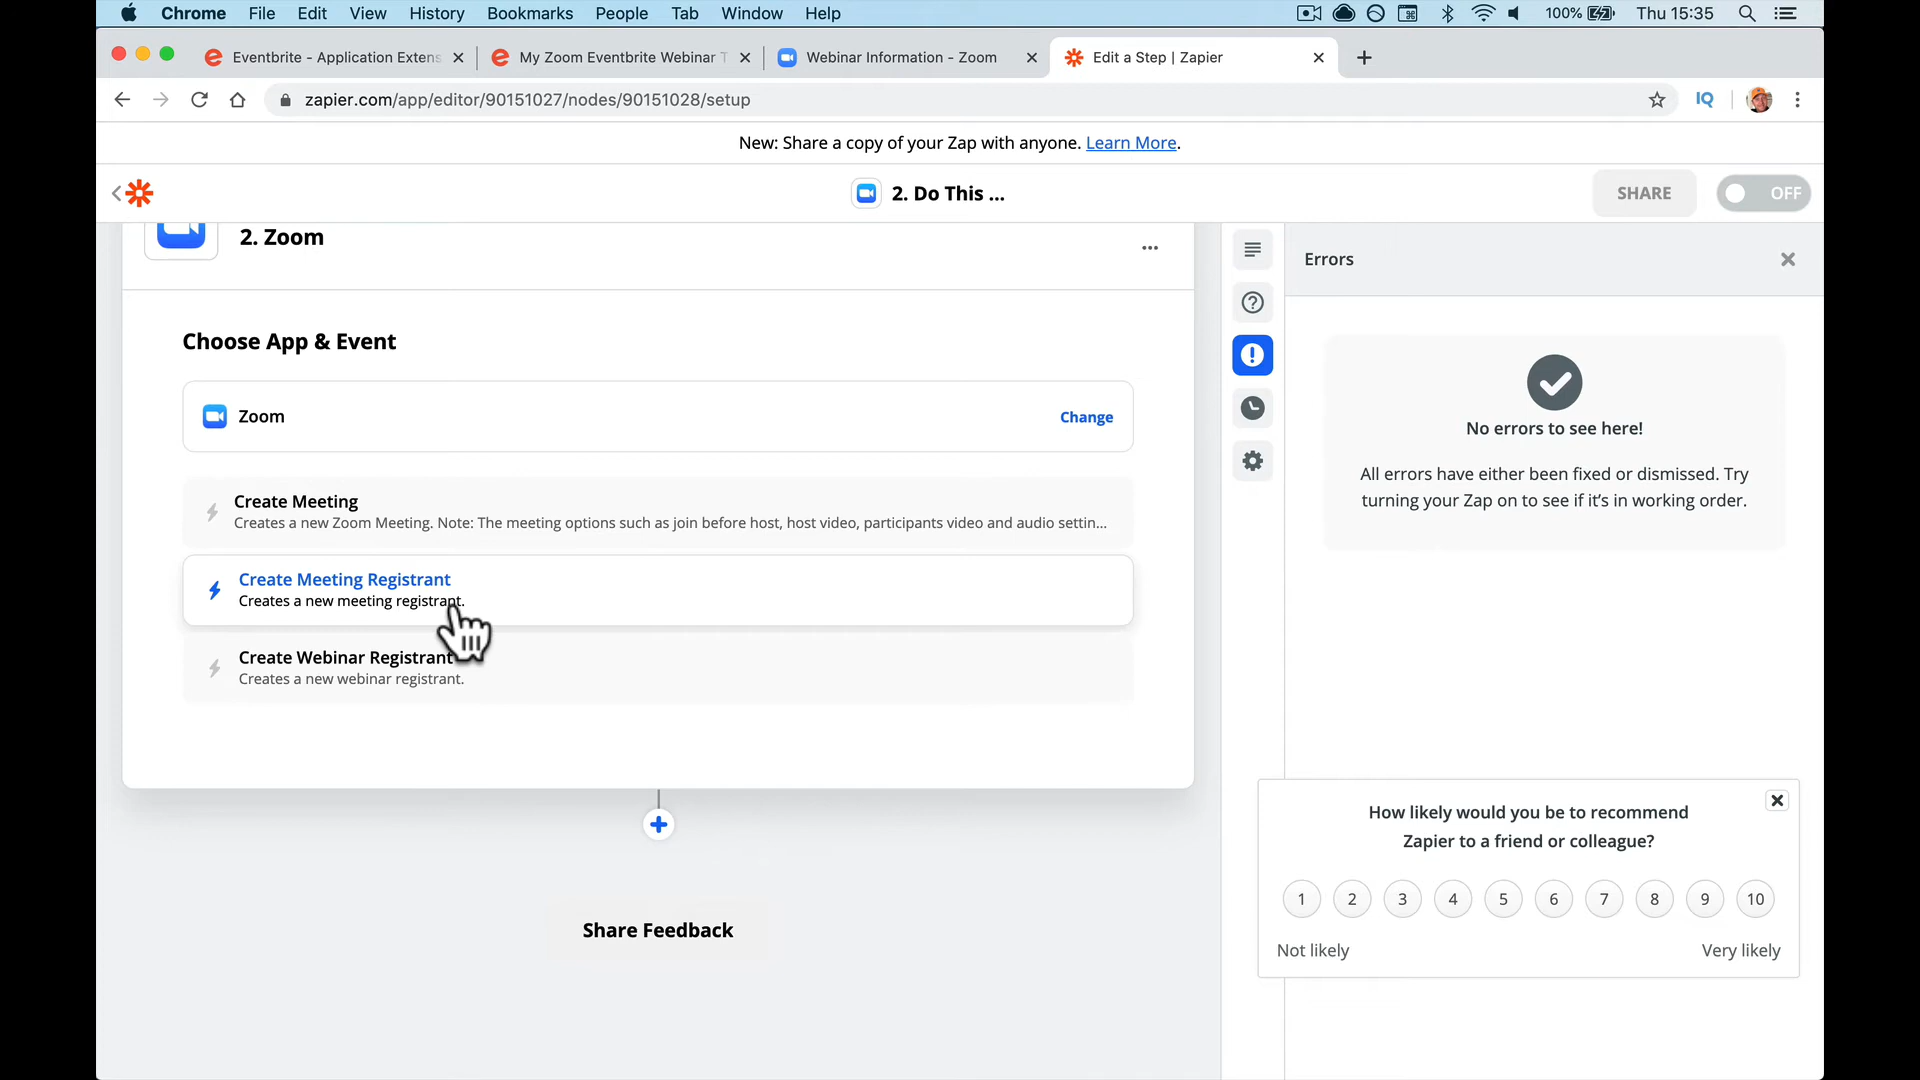 Chrome File Edit View History Bookmarks People Tab Window Help 100% Thu 15:35
Eventbrite - Application Extens My Zoom Eventbrite Webinar T Webinar Information - Zoom Edit a Step | Zapier
zapier.com/app/editor/90151027/nodes/90151028/setup IQ
New: Share a copy of your Zap with anyone. Learn More.
2. Do This ... SHARE OFF
2. Zoom
Choose App & Event
Zoom Change
Create Meeting
Creates a new Zoom Meeting. Note: The meeting options such as join before host, host video, participants video and audio settin...
Create Meeting Registrant
Creates a new meeting registrant.
Create Webinar Registrant
Creates a new webinar registrant.
Share Feedback
Errors
No errors to see here!
All errors have either been fixed or dismissed. Try
turning your Zap on to see if it's in working order.
How likely would you be to recommend
Zapier to a friend or colleague?
1 2 3 4 5 6 7 8 9 10
Not likely Very likely